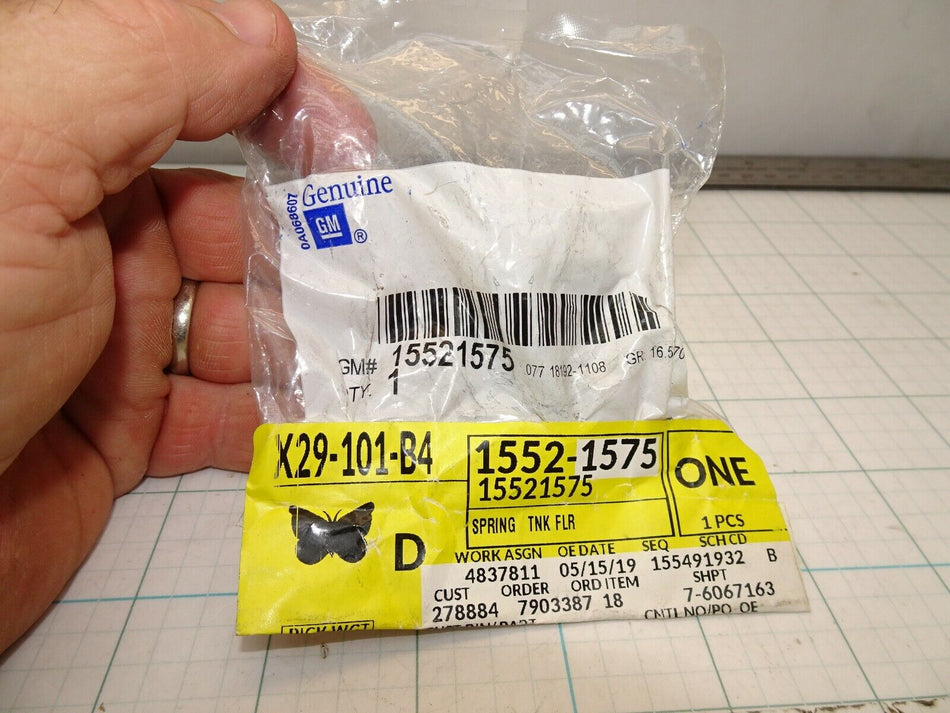 Genuine
GM ®
0A068607
GM# 15521575 077 18192-1108 GR. 16.570
QTY. 1
K29-101-B4
1552-1575
15521575
ONE
SPRING TNK FLR
1 PCS
D
WORK ASGN OE DATE SEQ SCH CD
4837811 05/15/19 155491932 B
CUST ORDER ORD ITEM SHPT
278884 7903387 18 7-6067163
CNTL NO/PO OE
PICK WGT